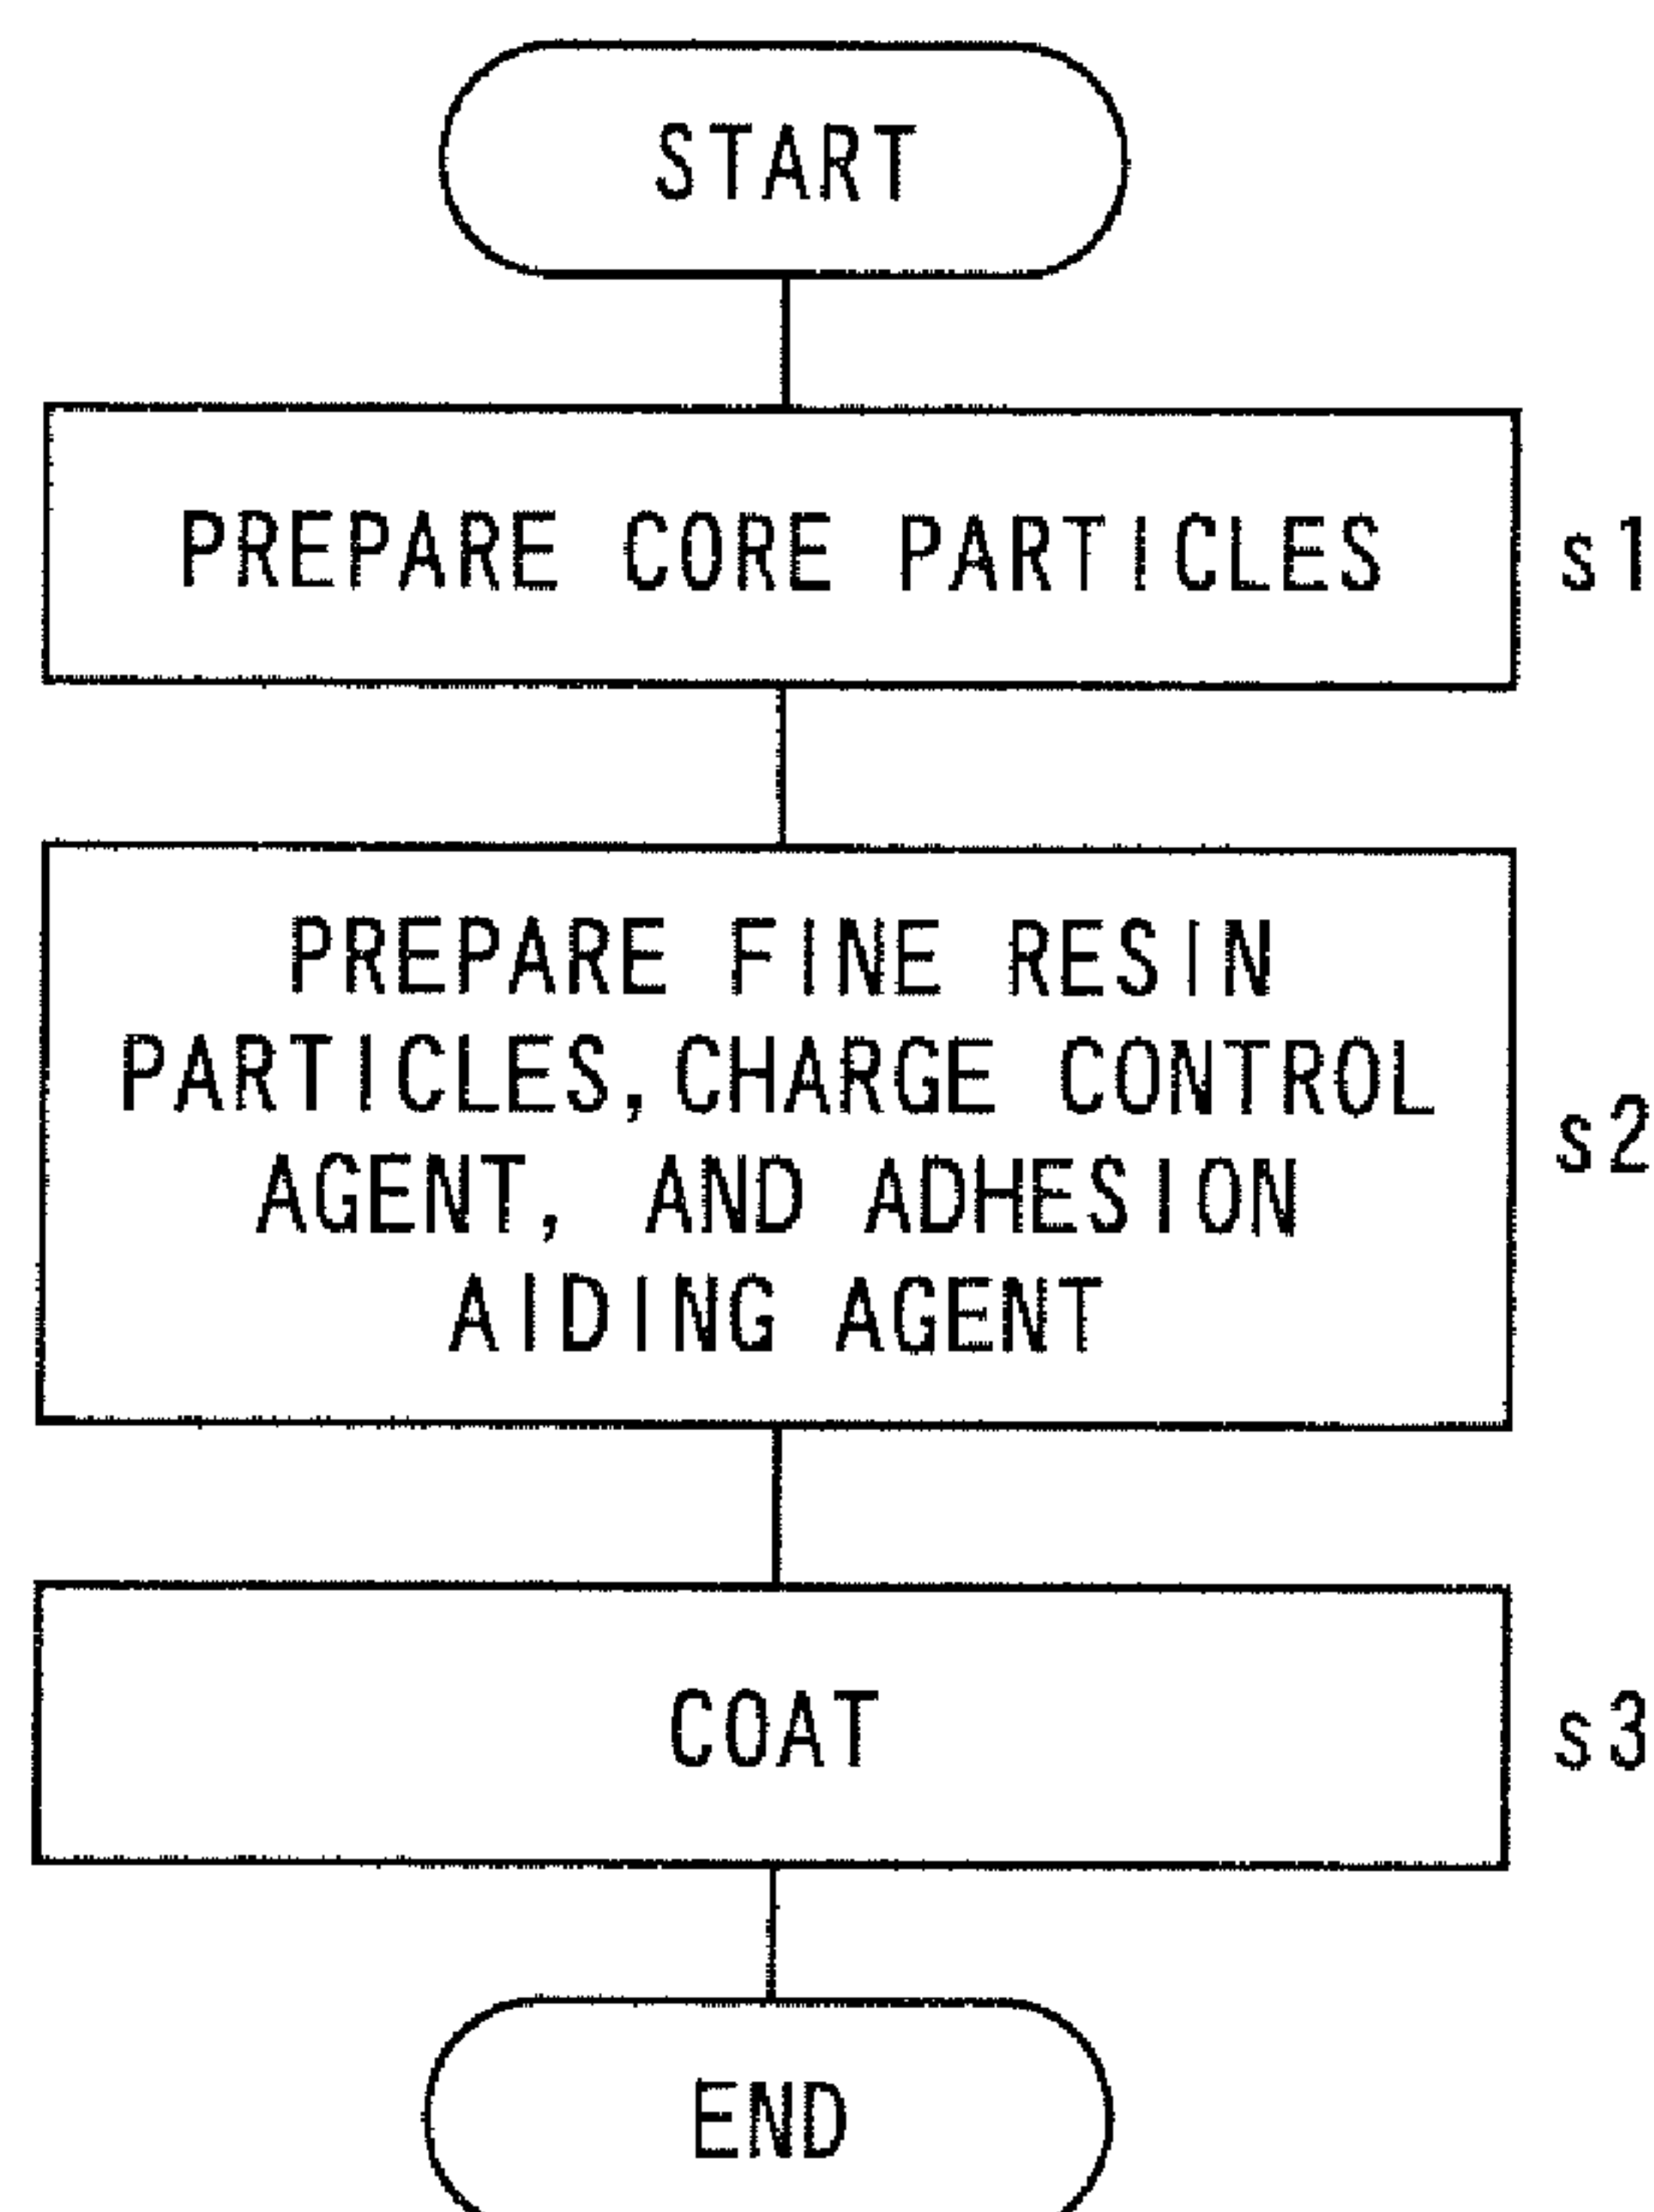 START
PREPARE CORE PARTICLES
s1
PREPARE FINE RESIN
PARTICLES,CHARGE CONTROL
AGENT, AND ADHESION
AIDING AGENT
s2
COAT
s3
END